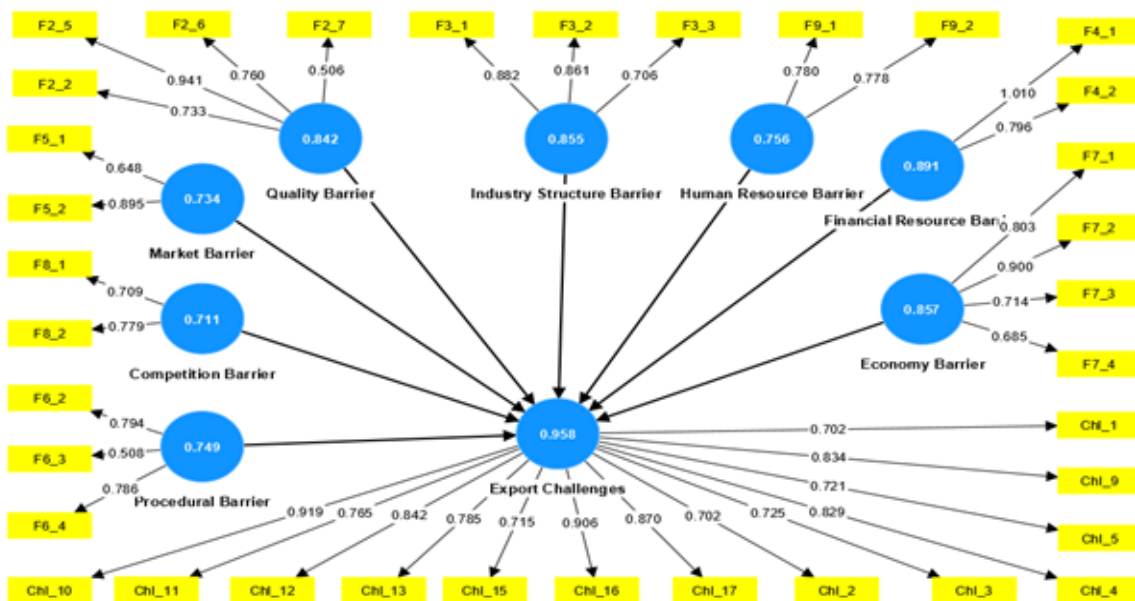 F2_5
F2_6
F2_7
F3_1
F3_2
F3_3
F9_1
F9_2
F4_1
0.941
0.760
0.506
0.882
0.861
0.706
0.780
0.778
1.010
F2_2
0.733
F4_2
0.796
F5_1
0.648
0.842
Quality Barrier
0.855
Industry Structure Barrier
0.756
Human Resource Barrier
0.891
Financial Resource Barr
F7_1
0.803
F5_2
0.895
0.734
Market Barrier
F7_2
0.900
F8_1
0.709
F7_3
0.714
F8_2
0.779
0.711
Competition Barrier
0.857
Economy Barrier
F7_4
0.685
F6_2
0.794
F6_3
0.508
0.749
Procedural Barrier
F6_4
0.786
0.958
Export Challenges
0.702
Chl_1
0.834
Chl_9
0.721
Chl_5
0.919
0.765
0.842
0.785
0.715
0.906
0.870
0.702
0.725
0.829
Chl_10
Chl_11
Chl_12
Chl_13
Chl_15
Chl_16
Chl_17
Chl_2
Chl_3
Chl_4